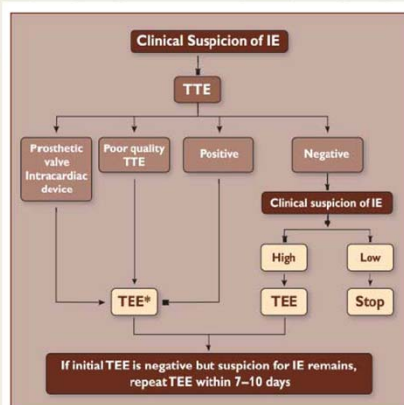 Clinical Suspicion of IE
TTE
Prosthetic
valve
Intracardiac
device
Poor quality
TTE
Positive
Negative
Clinical suspicion of IE
High
Low
TEE*
TEE
Stop
If initial TEE is negative but suspicion for IE remains,
repeat TEE within 7–10 days